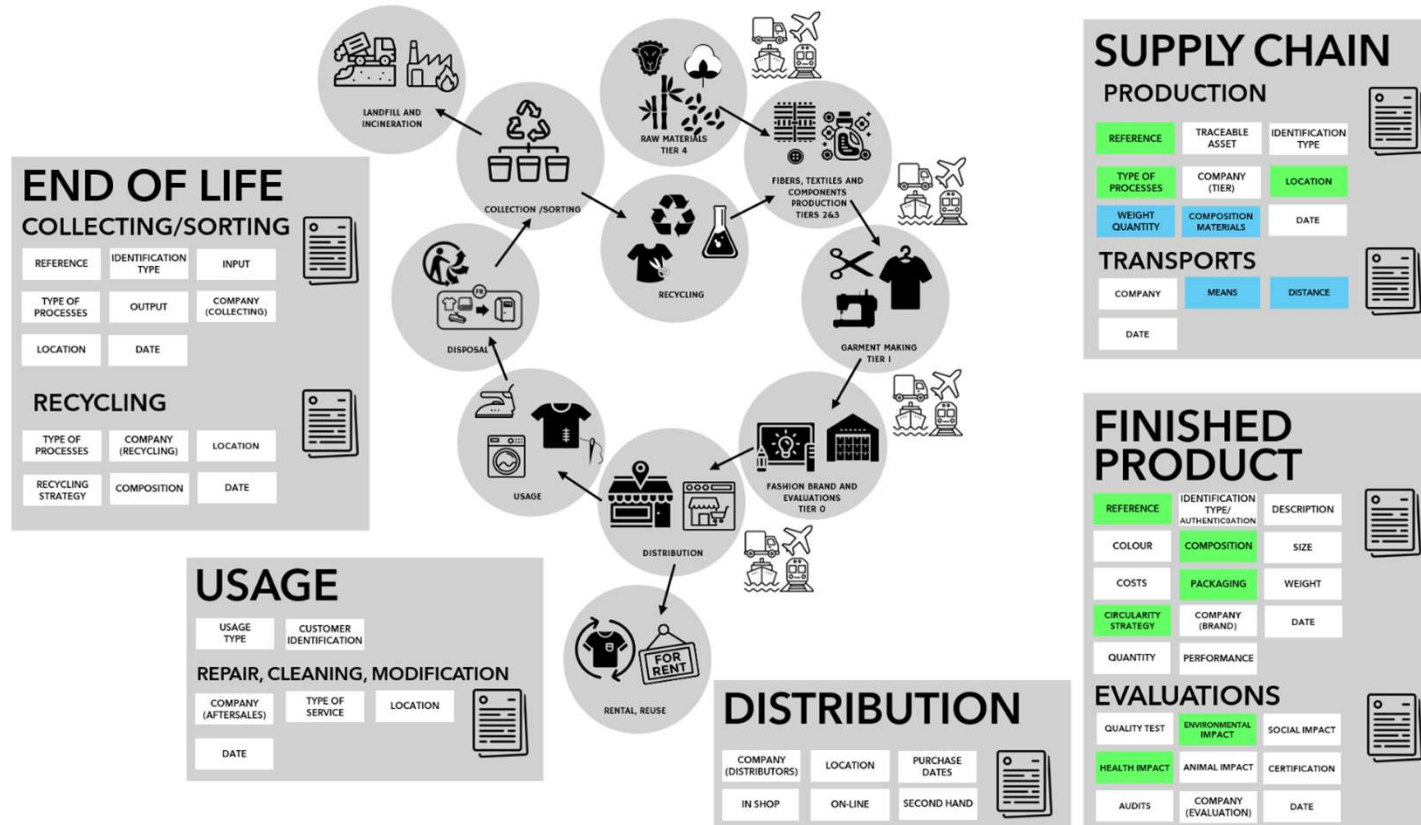 LANDFILL AND
INCINERATION
COLLECTION /SORTING
RAW MATERIALS
TIER 4
FIBERS, TEXTILES AND
COMPONENTS
PRODUCTION
TIERS 2&3
RECYCLING
FR
DISPOSAL
GARMENT MAKING
TIER 1
USAGE
FASHION BRAND AND
EVALUATIONS
TIER 0
DISTRIBUTION
FOR
RENT
RENTAL, REUSE
END OF LIFE
COLLECTING/SORTING
REFERENCE
IDENTIFICATION
TYPE
INPUT
TYPE OF
PROCESSES
OUTPUT
COMPANY
(COLLECTING)
LOCATION
DATE
RECYCLING
TYPE OF
PROCESSES
COMPANY
(RECYCLING)
LOCATION
RECYCLING
STRATEGY
COMPOSITION
DATE
USAGE
USAGE
TYPE
CUSTOMER
IDENTIFICATION
REPAIR, CLEANING, MODIFICATION
COMPANY
(AFTERSALES)
TYPE OF
SERVICE
LOCATION
DATE
DISTRIBUTION
COMPANY
(DISTRIBUTORS)
LOCATION
PURCHASE
DATES
IN SHOP
ON-LINE
SECOND HAND
SUPPLY CHAIN
PRODUCTION
REFERENCE
TRACEABLE
ASSET
IDENTIFICATION
TYPE
TYPE OF
PROCESSES
COMPANY
(TIER)
LOCATION
WEIGHT
QUANTITY
COMPOSITION
MATERIALS
DATE
TRANSPORTS
COMPANY
MEANS
DISTANCE
DATE
FINISHED
PRODUCT
REFERENCE
IDENTIFICATION
TYPE/
AUTHENTIC0ATION
DESCRIPTION
COLOUR
COMPOSITION
SIZE
COSTS
PACKAGING
WEIGHT
CIRCULARITY
STRATEGY
COMPANY
(BRAND)
DATE
QUANTITY
PERFORMANCE
EVALUATIONS
QUALITY TEST
ENVIRONMENTAL
IMPACT
SOCIAL IMPACT
HEALTH IMPACT
ANIMAL IMPACT
CERTIFICATION
AUDITS
COMPANY
(EVALUATION)
DATE